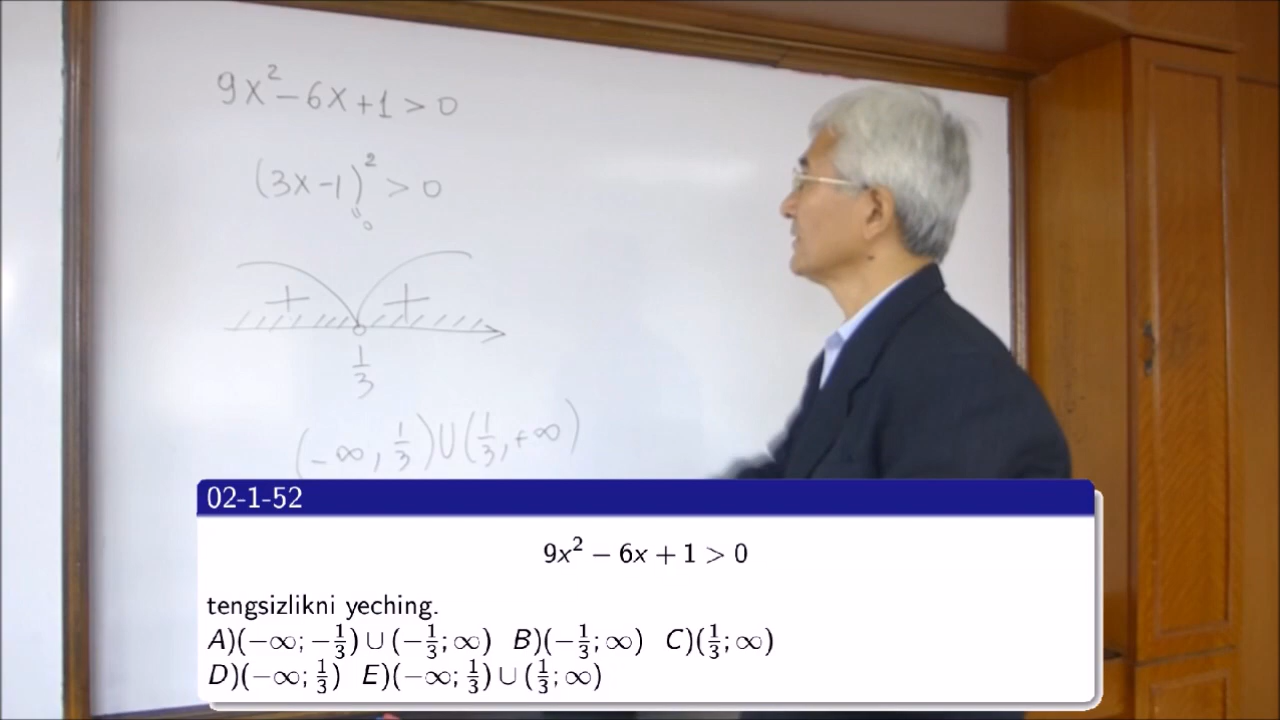 9x² − 6x + 1 > 0
(3x − 1)² > 0
0
+ +
1/3
(−∞, 1/3) ∪ (1/3, +∞)
02-1-52
9x² − 6x + 1 > 0
tengsizlikni yeching.
A)(−∞; −1/3) ∪ (−1/3; ∞) B)(−1/3; ∞) C)(1/3; ∞)
D)(−∞; 1/3) E)(−∞; 1/3) ∪ (1/3; ∞)